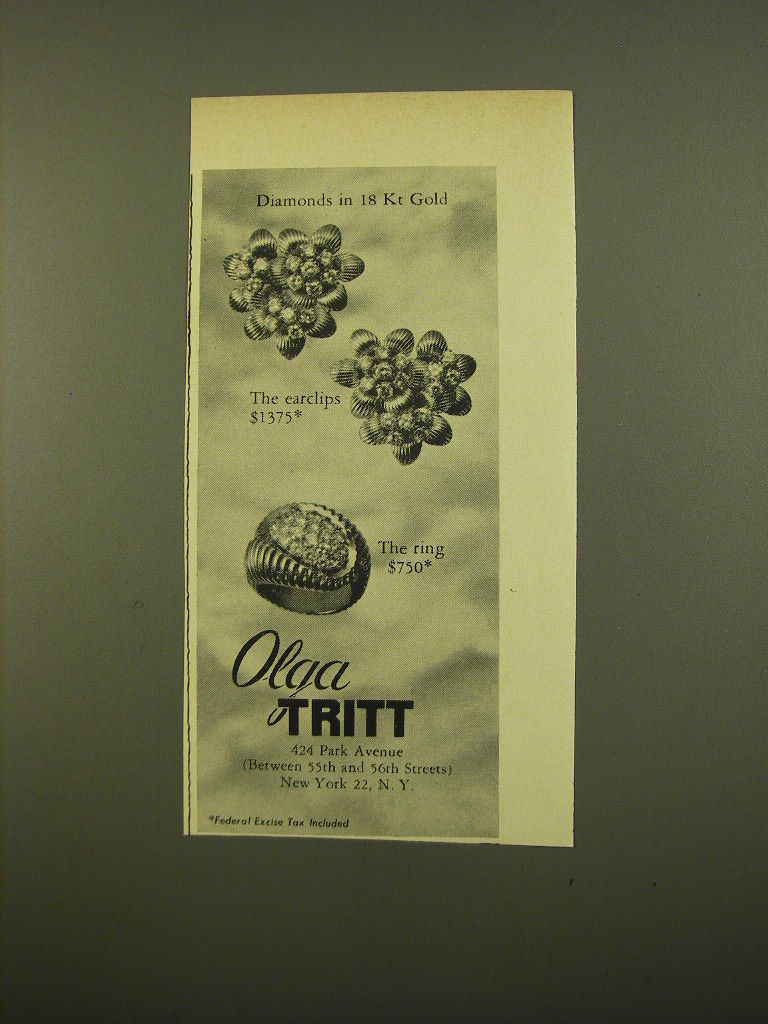 Diamonds in 18 Kt Gold
The earclips
$1375*
The ring
$750*
Olga
TRITT
424 Park Avenue
(Between 55th and 56th Streets)
New York 22, N. Y.
*Federal Excise Tax Included